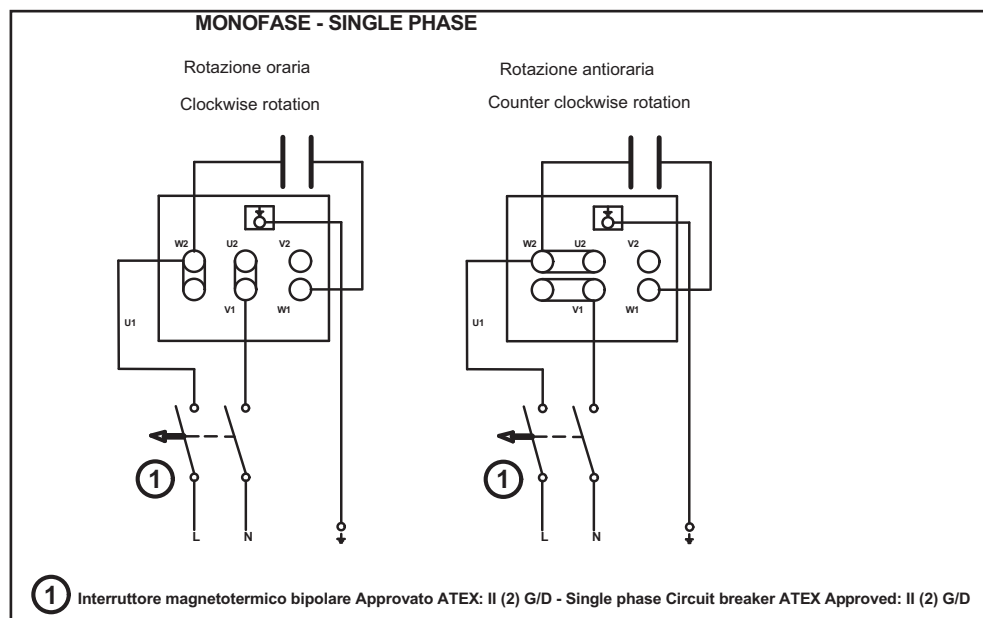 MONOFASE - SINGLE PHASE
Rotazione oraria
Clockwise rotation
Rotazione antioraria
Counter clockwise rotation
W2 U2 V2
U1 V1 W1
1
L N
W2 U2 V2
U1 V1 W1
1
L N
1 Interruttore magnetotermico bipolare Approvato ATEX: II (2) G/D - Single phase Circuit breaker ATEX Approved: II (2) G/D